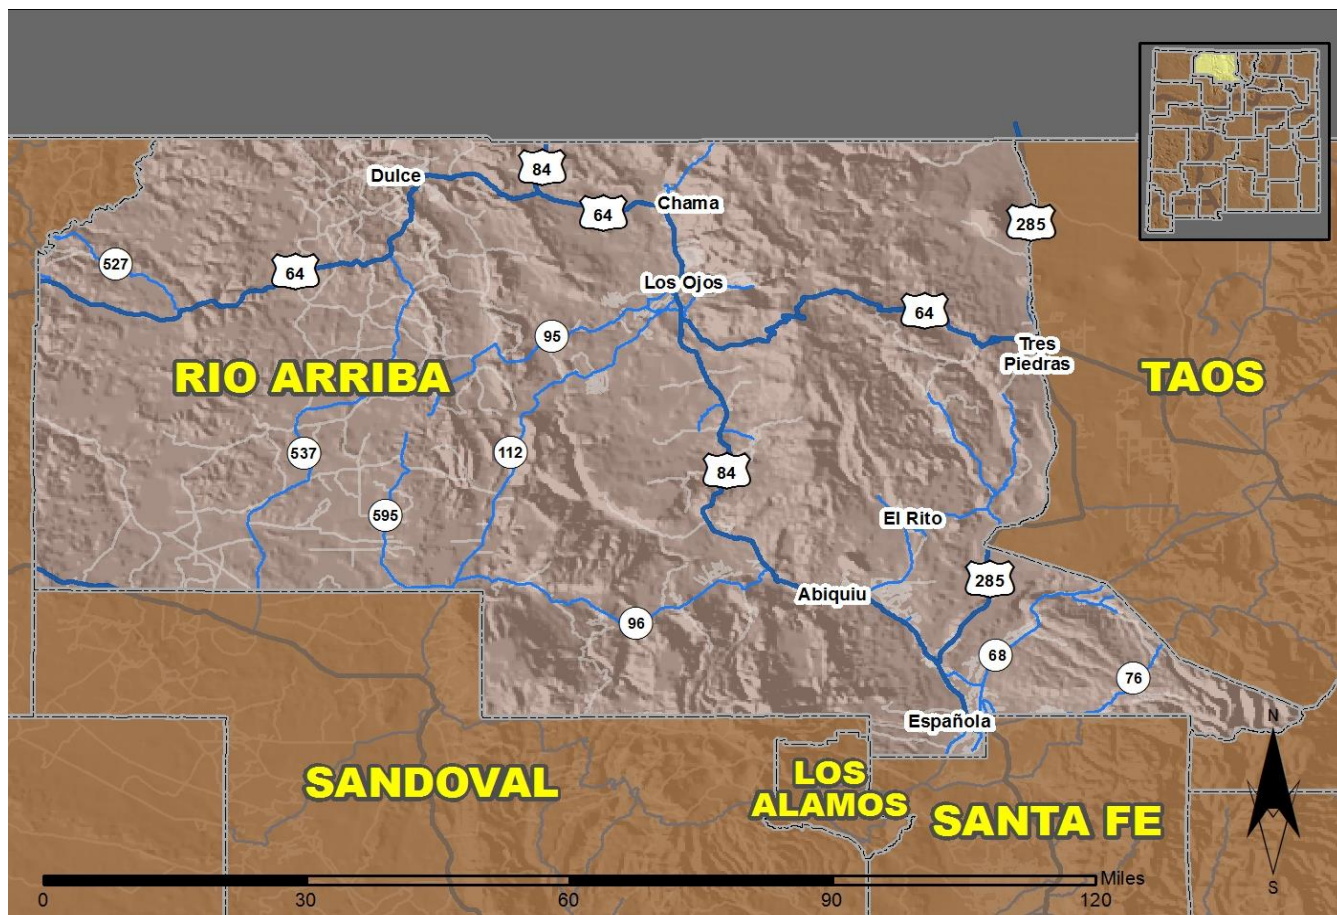 84
Dulce
64
Chama
285
527
64
Los Ojos
64
95
Tres
Piedras
RIO ARRIBA
TAOS
537
112
84
595
El Rito
285
Abiquiu
96
68
76
Española
N
SANDOVAL
LOS
ALAMOS
SANTA FE
Miles
0
30
60
90
120
S